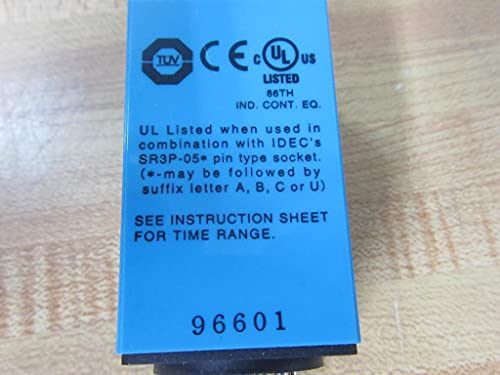 TUV CE c UL us
LISTED
86TH
IND. CONT. EQ.
UL Listed when used in
combination with IDEC's
SR3P-05* pin type socket.
(*-may be followed by
suffix letter A, B, C or U)
SEE INSTRUCTION SHEET
FOR TIME RANGE.
96601